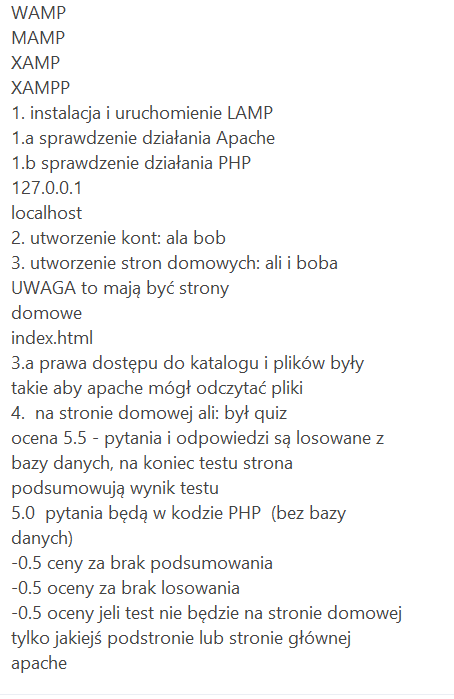 WAMP
MAMP
XAMP
XAMPP
1. instalacja i uruchomienie LAMP
1.a sprawdzenie działania Apache
1.b sprawdzenie działania PHP
127.0.0.1
localhost
2. utworzenie kont: ala bob
3. utworzenie stron domowych: ali i boba
UWAGA to mają być strony
domowe
index.html
3.a prawa dostępu do katalogu i plików były
takie aby apache mógł odczytać pliki
4.  na stronie domowej ali: był quiz
ocena 5.5 - pytania i odpowiedzi są losowane z
bazy danych, na koniec testu strona
podsumowują wynik testu
5.0  pytania będą w kodzie PHP  (bez bazy
danych)
-0.5 ceny za brak podsumowania
-0.5 oceny za brak losowania
-0.5 oceny jeli test nie będzie na stronie domowej
tylko jakiejś podstronie lub stronie głównej
apache